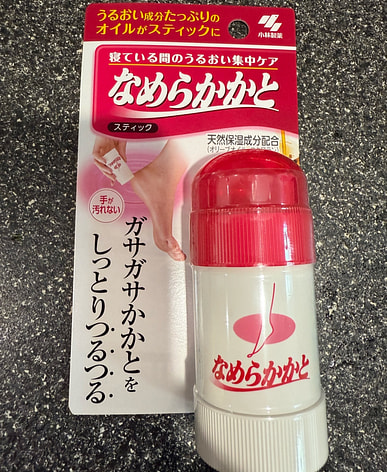 うるおい成分たっぷりの
オイルがスティックに
小林製薬
寝ている間のうるおい集中ケア
なめらかかと
スティック
天然保湿成分配合
手が
汚れない
ガサガサかかとを
しっとりつるつる
なめらかかと